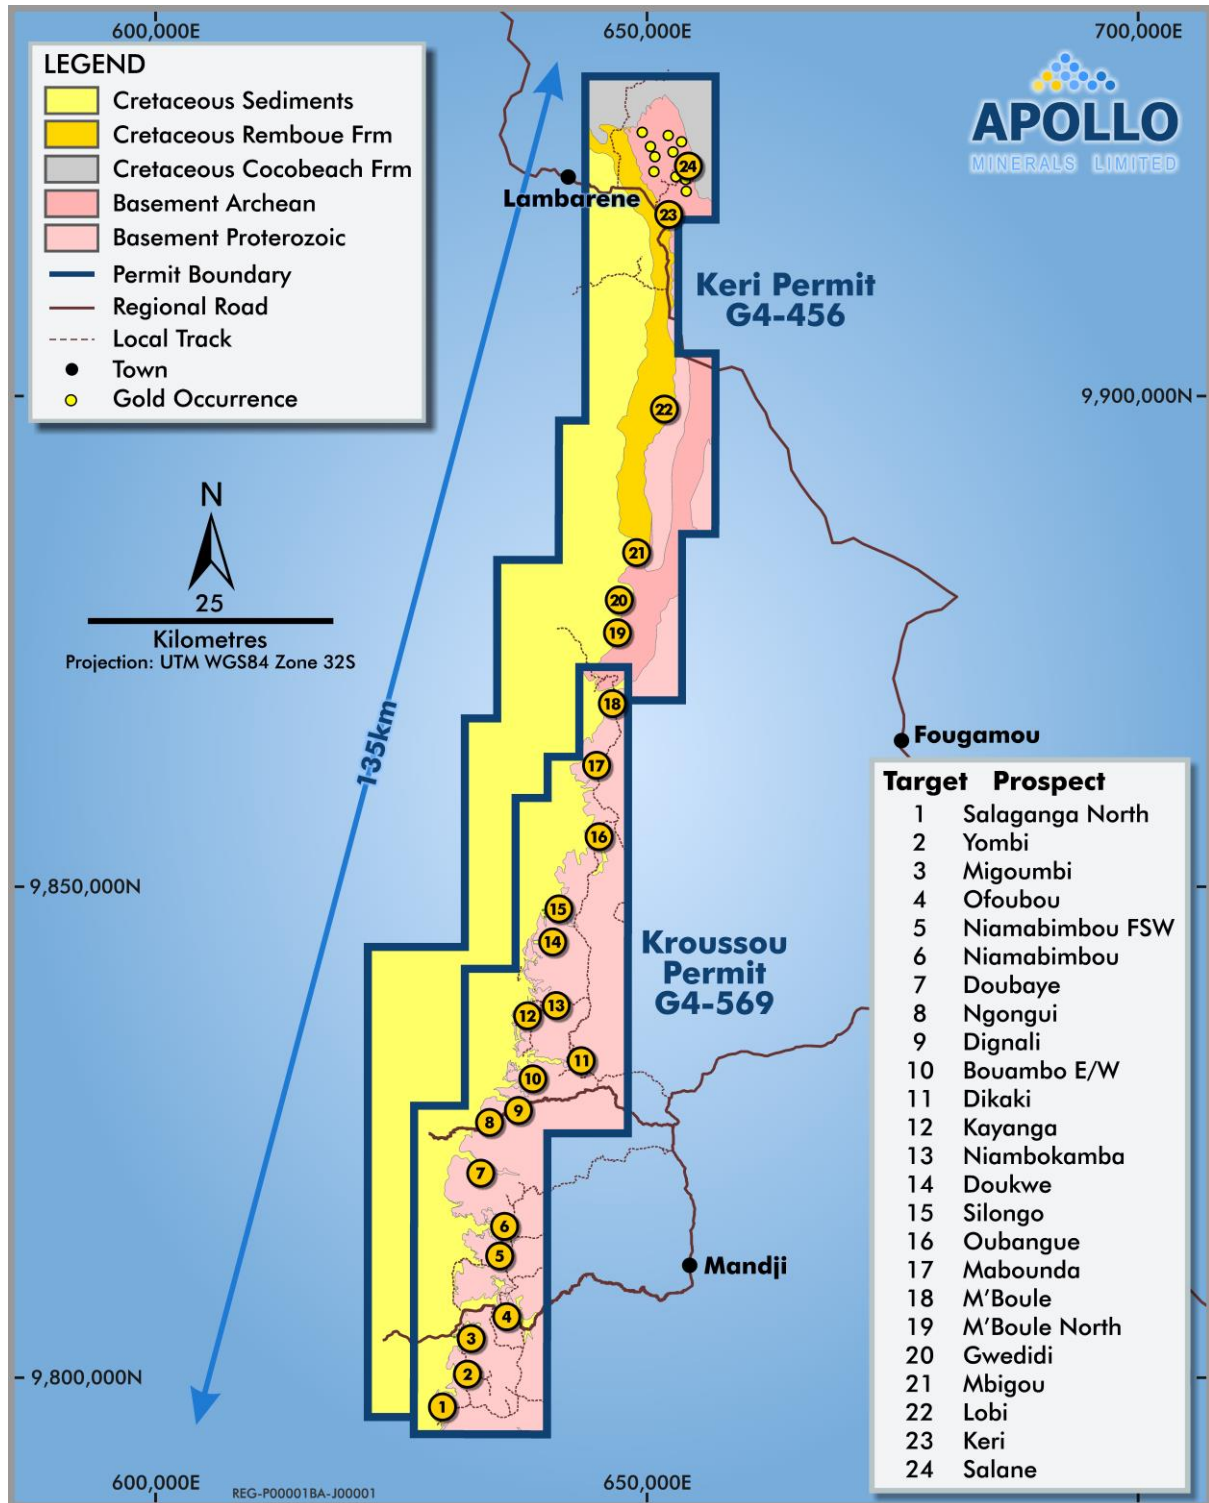 600,000E
650,000E
700,000E
LEGEND
Cretaceous Sediments
Cretaceous Remboue Frm
Cretaceous Cocobeach Frm
Basement Archean
Basement Proterozoic
Permit Boundary
Regional Road
Local Track
Town
Gold Occurrence
APOLLO
MINERALS LIMITED
Lambarene
24
23
Keri Permit
G4-456
9,900,000N
22
N
25
Kilometres
Projection: UTM WGS84 Zone 32S
21
20
19
18
135km
17
16
Fougamou
9,850,000N
15
14
Kroussou
Permit
G4-569
13
12
11
10
9
8
7
6
5
Mandji
4
3
2
1
9,800,000N
Target Prospect
1 Salaganga North
2 Yombi
3 Migoumbi
4 Ofoubou
5 Niamabimbou FSW
6 Niamabimbou
7 Doubaye
8 Ngongui
9 Dignali
10 Bouambo E/W
11 Dikaki
12 Kayanga
13 Niambokamba
14 Doukwe
15 Silongo
16 Oubangue
17 Mabounda
18 M'Boule
19 M'Boule North
20 Gwedidi
21 Mbigou
22 Lobi
23 Keri
24 Salane
600,000E
REG-P00001BA-J00001
650,000E